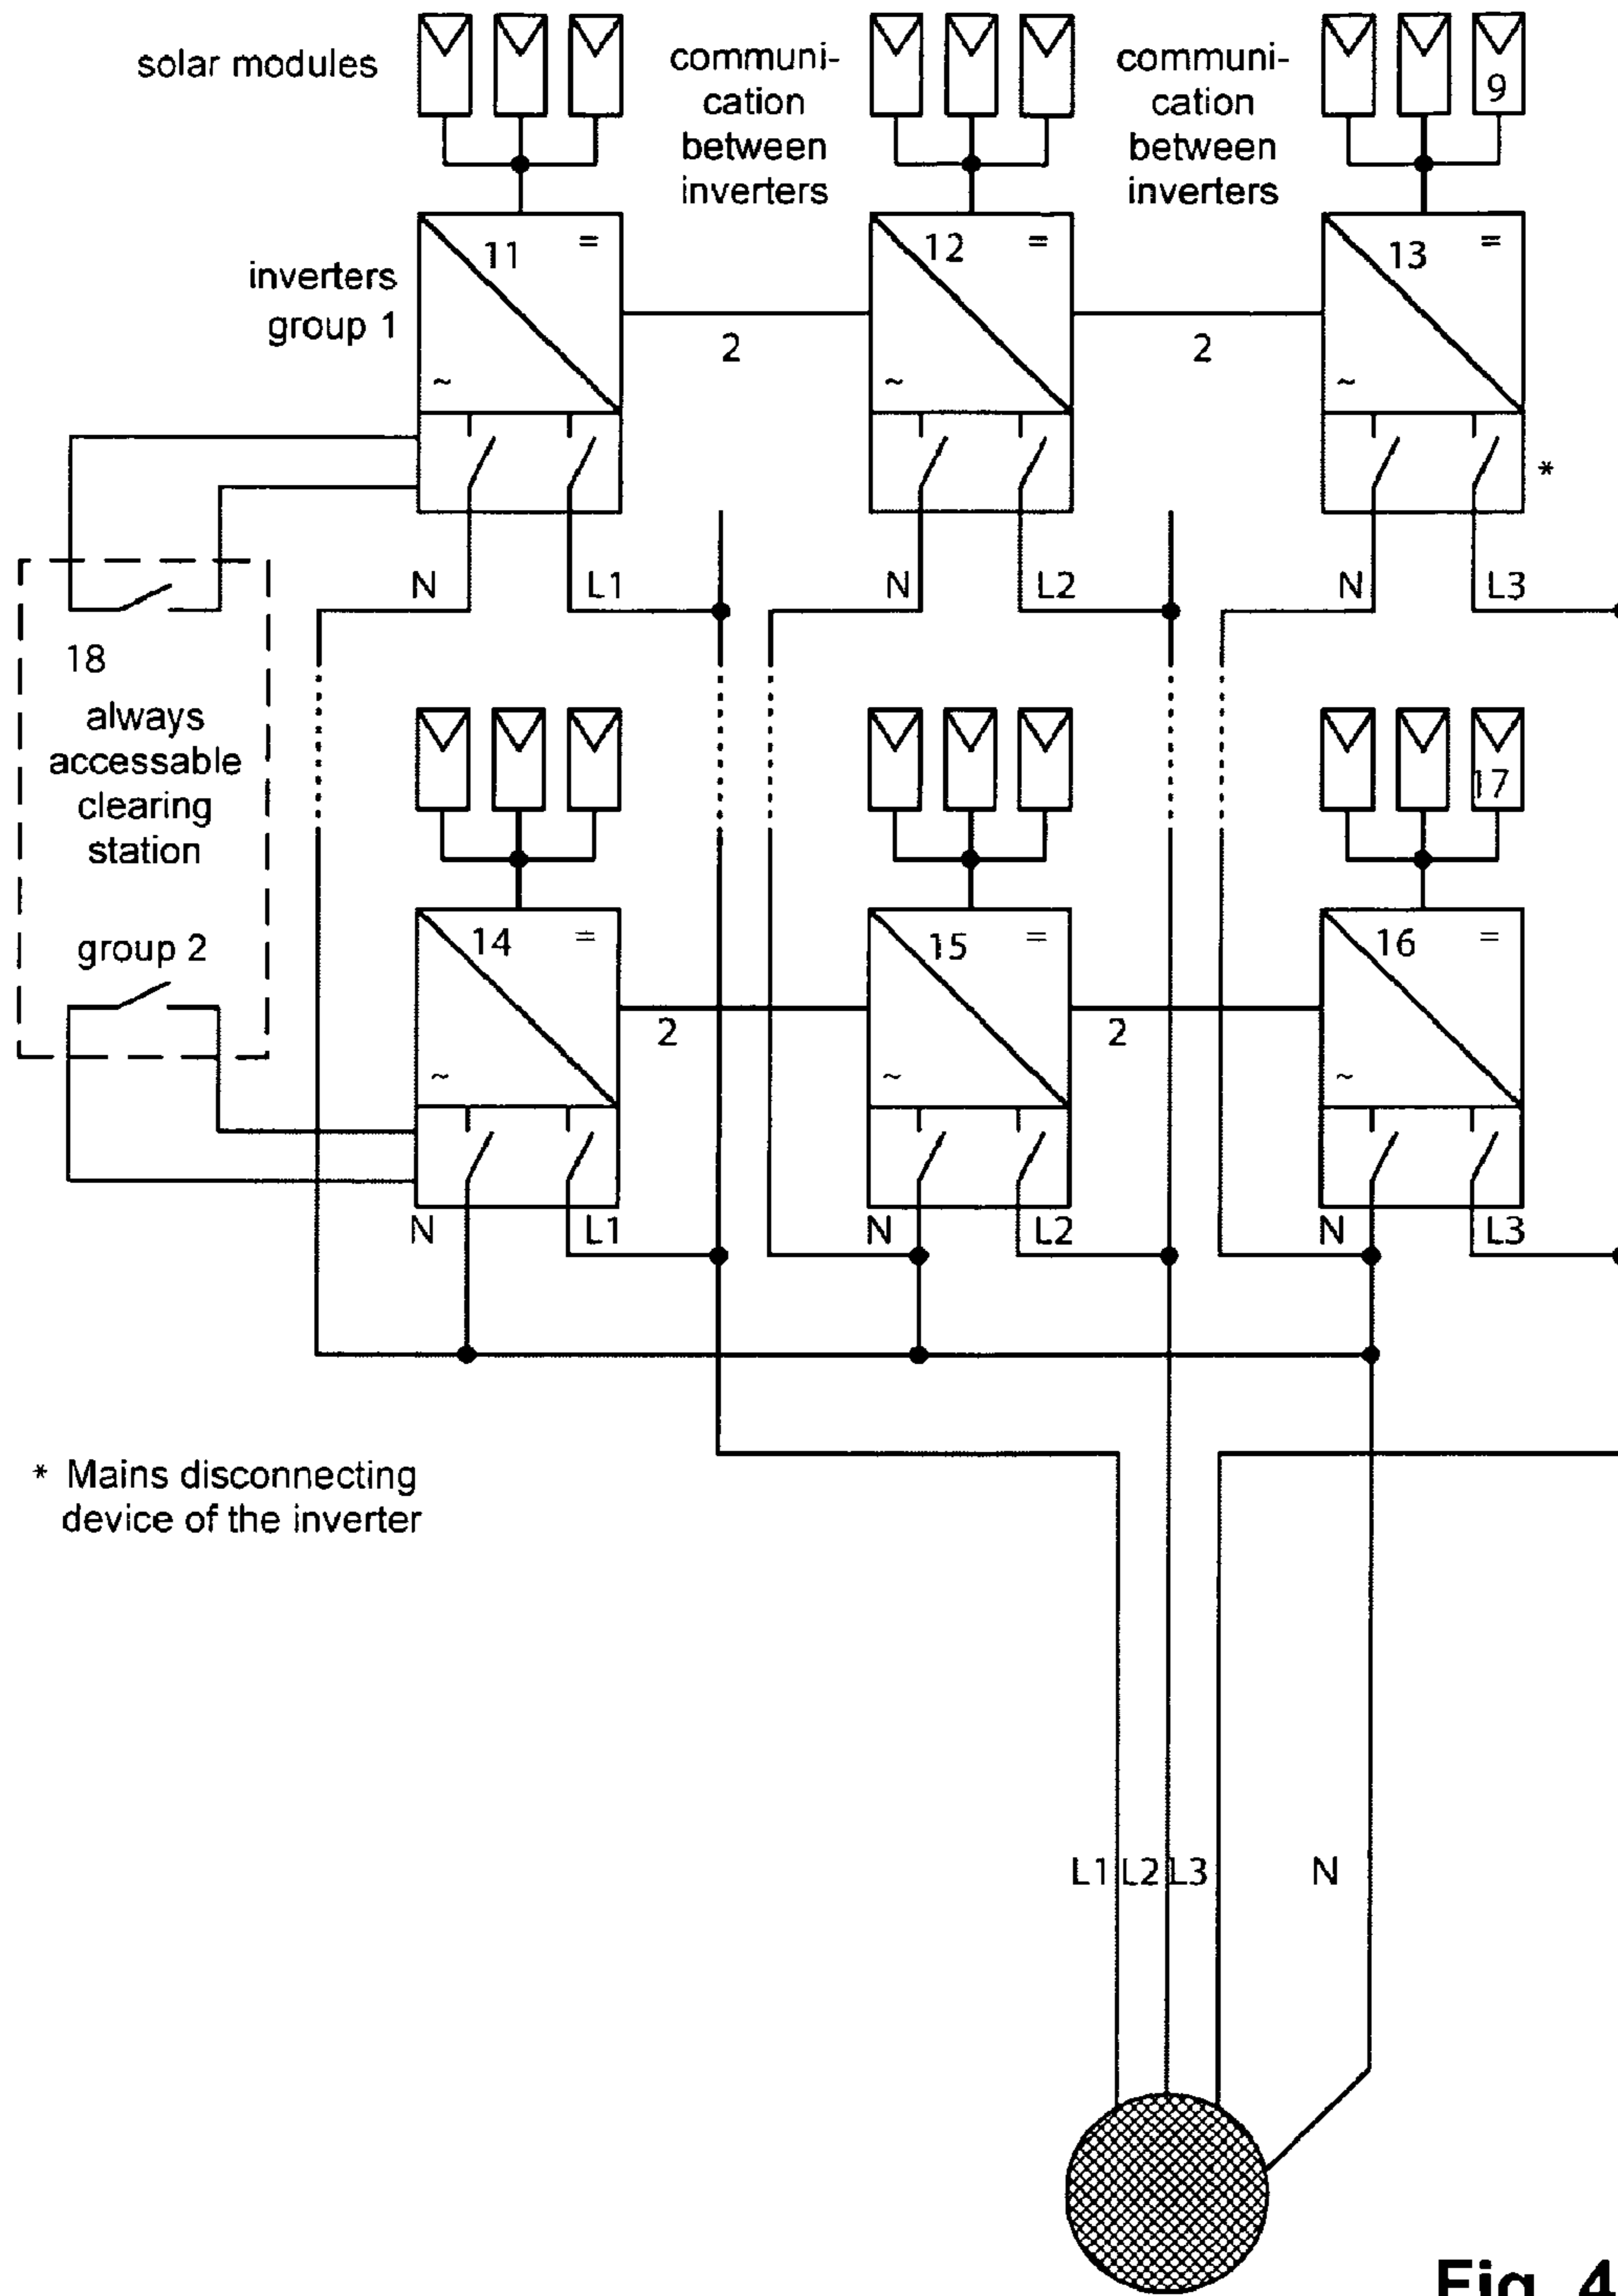 solar modules
communi-
cation
between
inverters
communi-
cation
between
inverters
9
inverters
group 1
11 =
~
2
12 =
~
2
13 =
~
*
N L1
N L2
N L3
18
always
accessable
clearing
station
group 2
17
14 =
~
2
15 =
~
2
16 =
~
N L1
N L2
N L3
* Mains disconnecting
device of the inverter
L1 L2 L3 N
Fig. 4